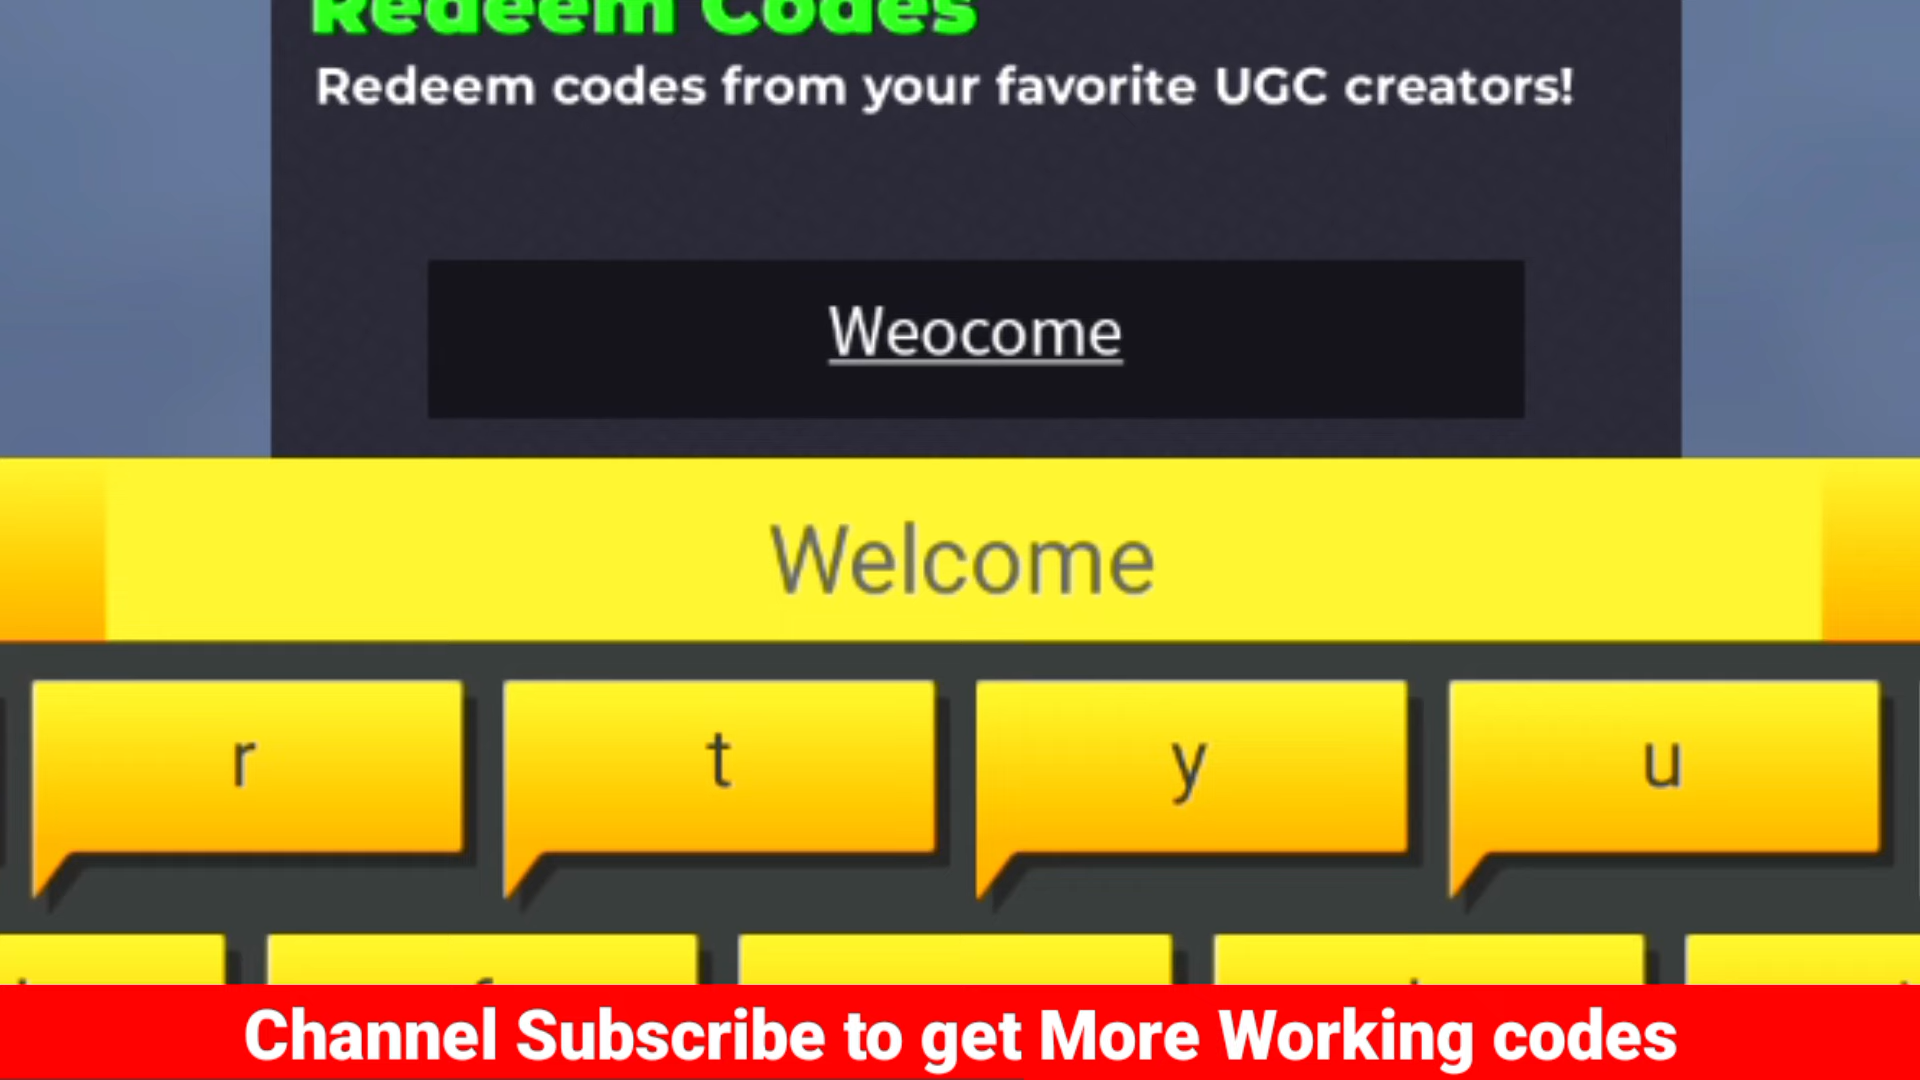 Redeem Codes
Redeem codes from your favorite UGC creators!
Weocome
Welcome
r t y u
Channel Subscribe to get More Working codes